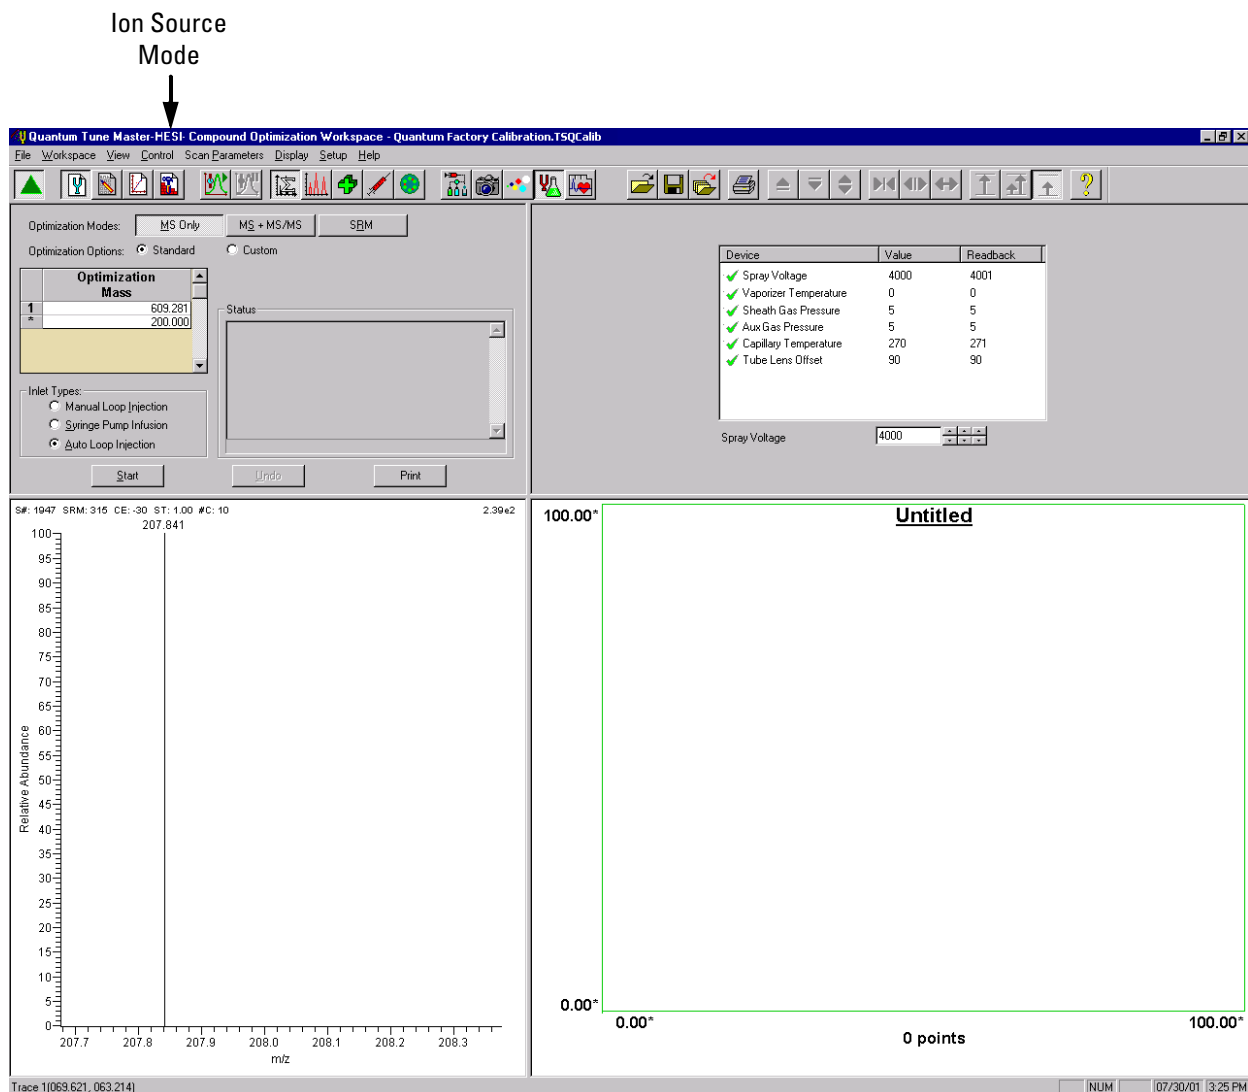 Ion Source
Mode
Quantum Tune Master-HESI- Compound Optimization Workspace - Quantum Factory Calibration.TSQCalib
File Workspace View Control Scan Parameters Display Setup Help
Optimization Modes: MS Only MS + MS/MS SRM
Optimization Options: Standard Custom
Optimization
Mass
1 609.281
* 200.000
Status
Inlet Types:
Manual Loop Injection
Syringe Pump Infusion
Auto Loop Injection
Start Undo Print
Device Value Readback
Spray Voltage 4000 4001
Vaporizer Temperature 0 0
Sheath Gas Pressure 5 5
Aux Gas Pressure 5 5
Capillary Temperature 270 271
Tube Lens Offset 90 90
Spray Voltage 4000
S#: 1947 SRM: 315 CE: -30 ST: 1.00 #C: 10 2.39e2
207.841
100
95
90
85
80
75
70
65
60
55
50
45
40
35
30
25
20
15
10
5
0
Relative Abundance
207.7 207.8 207.9 208.0 208.1 208.2 208.3
m/z
Untitled
100.00*
0.00*
0.00* 100.00*
0 points
Trace 1(069.621, 063.214) NUM 07/30/01 3:25 PM